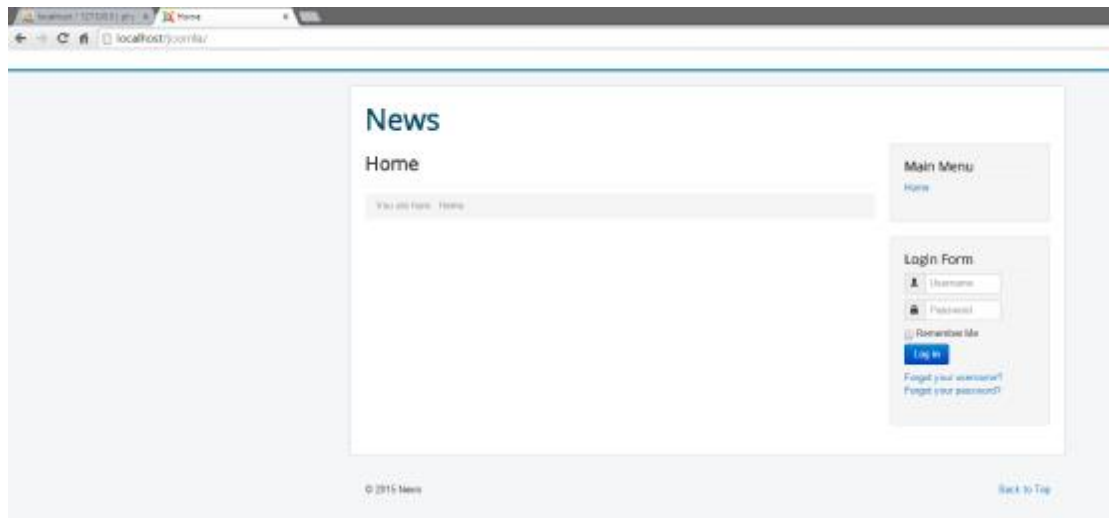 Home
localhost/joomla/
News
Home
You are here: Home
Main Menu
Home
Login Form
Username
Password
Remember Me
Log in
Forgot your username?
Forgot your password?
© 2015 News
Back to Top